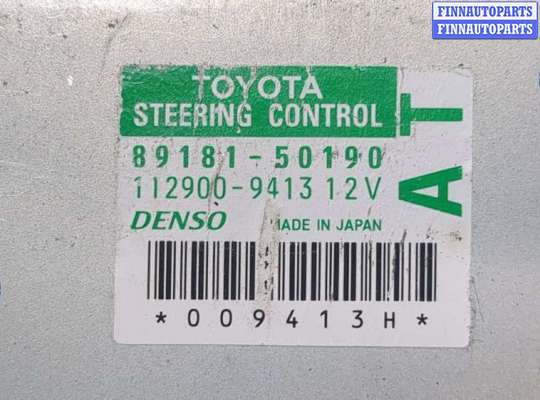 FINNAUTOPARTS
FINNAUTOPARTS
TOYOTA
STEERING CONTROL
89181-50190
112900-9413 12V
DENSO MADE IN JAPAN
*009413H*
AT